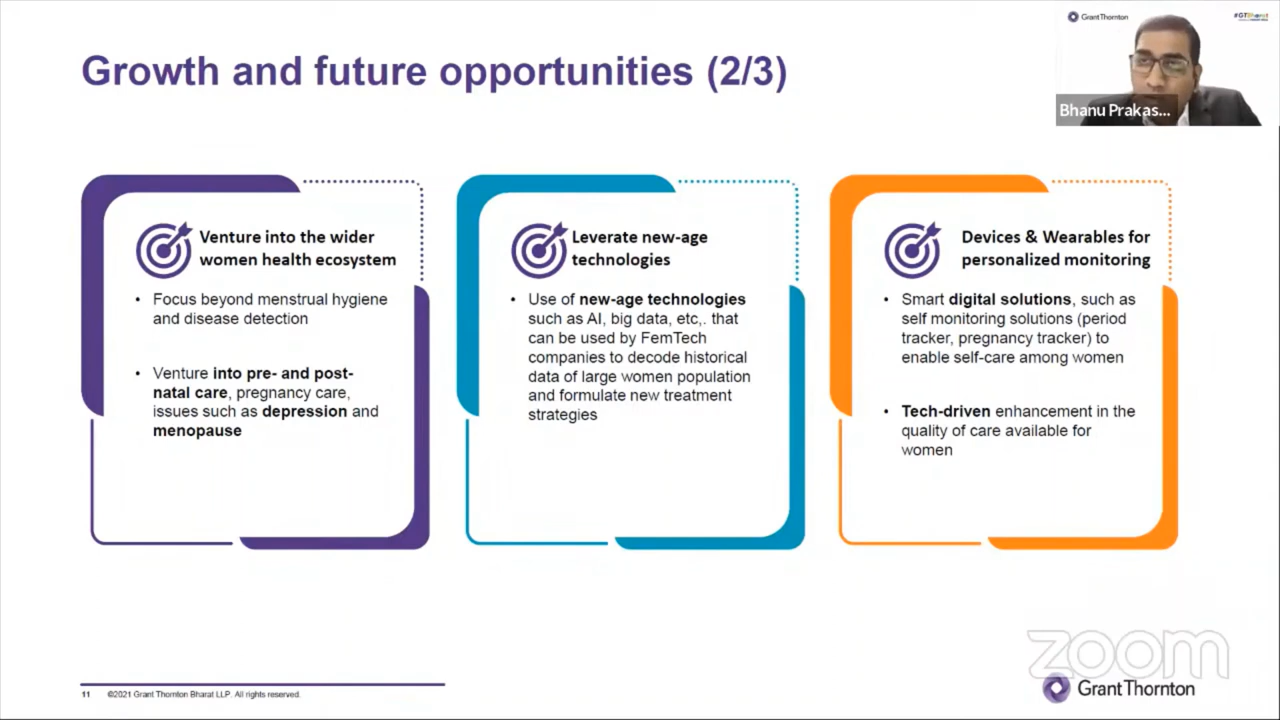 Grant Thornton
#GTBharat
Growth and future opportunities (2/3)
Bhanu Prakas...
Venture into the wider
women health ecosystem
• Focus beyond menstrual hygiene
and disease detection
• Venture into pre- and post-
natal care, pregnancy care,
issues such as depression and
menopause
Leverate new-age
technologies
• Use of new-age technologies
such as AI, big data, etc,. that
can be used by FemTech
companies to decode historical
data of large women population
and formulate new treatment
strategies
Devices & Wearables for
personalized monitoring
• Smart digital solutions, such as
self monitoring solutions (period
tracker, pregnancy tracker) to
enable self-care among women
• Tech-driven enhancement in the
quality of care available for
women
zoom
11 ©2021 Grant Thornton Bharat LLP. All rights reserved.
Grant Thornton